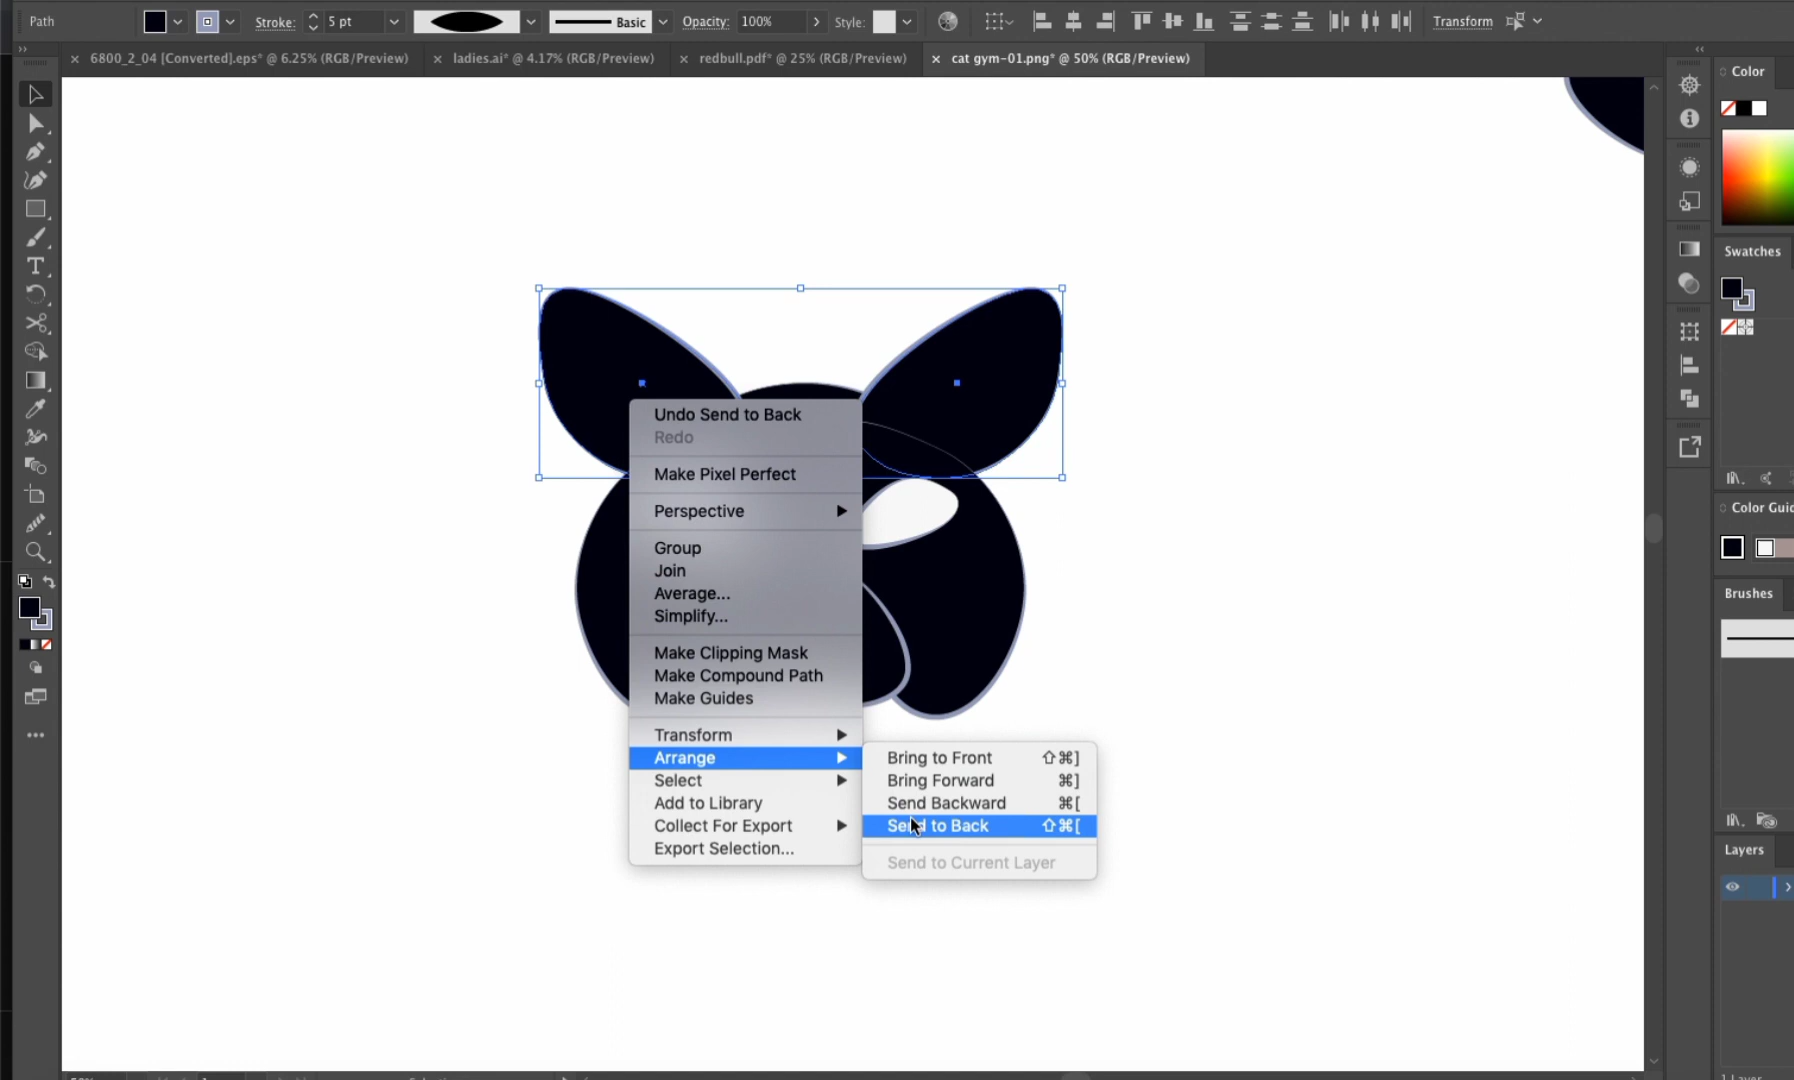 Path
Stroke: 5 pt
Basic
Opacity: 100%
Style:
Transform
6800_2_04 [Converted].eps* @ 6.25% (RGB/Preview)
ladies.ai* @ 4.17% (RGB/Preview)
redbull.pdf* @ 25% (RGB/Preview)
cat gym-01.png* @ 50% (RGB/Preview)
Color
Swatches
Undo Send to Back
Redo
Make Pixel Perfect
Perspective
Group
Join
Average...
Simplify...
Make Clipping Mask
Make Compound Path
Make Guides
Transform
Arrange
Select
Add to Library
Collect For Export
Export Selection...
Bring to Front ⇧⌘]
Bring Forward ⌘]
Send Backward ⌘[
Send to Back ⇧⌘[
Send to Current Layer
Color Guid
Brushes
Layers